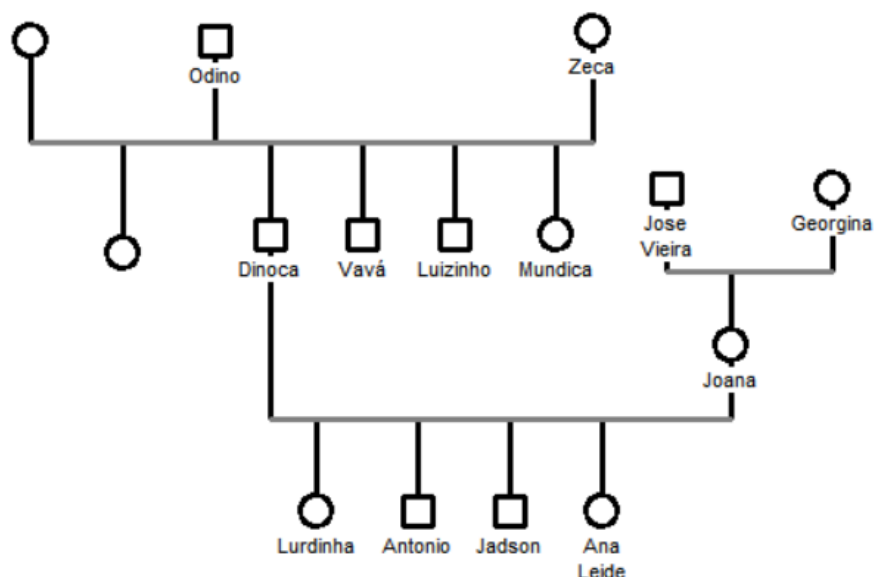 Odino
Zeca
Jose
Vieira
Georgina
Dinoca
Vavá
Luizinho
Mundica
Joana
Lurdinha
Antonio
Jadson
Ana
Leide